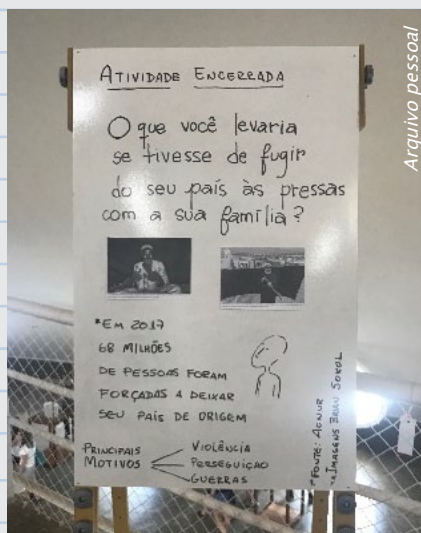 Arquivo pessoal
ATIVIDADE ENCERRADA
O que você levaria
se tivesse de fugir
do seu país às pressas
com a sua família?
*EM 2017
68 MILHÕES
DE PESSOAS FORAM
FORÇADAS A DEIXAR
SEU PAÍS DE ORIGEM
PRINCIPAIS
MOTIVOS
VIOLÊNCIA
PERSEGUIÇÃO
GUERRAS
*FONTE: ACNUR
IMAGENS SOKOL